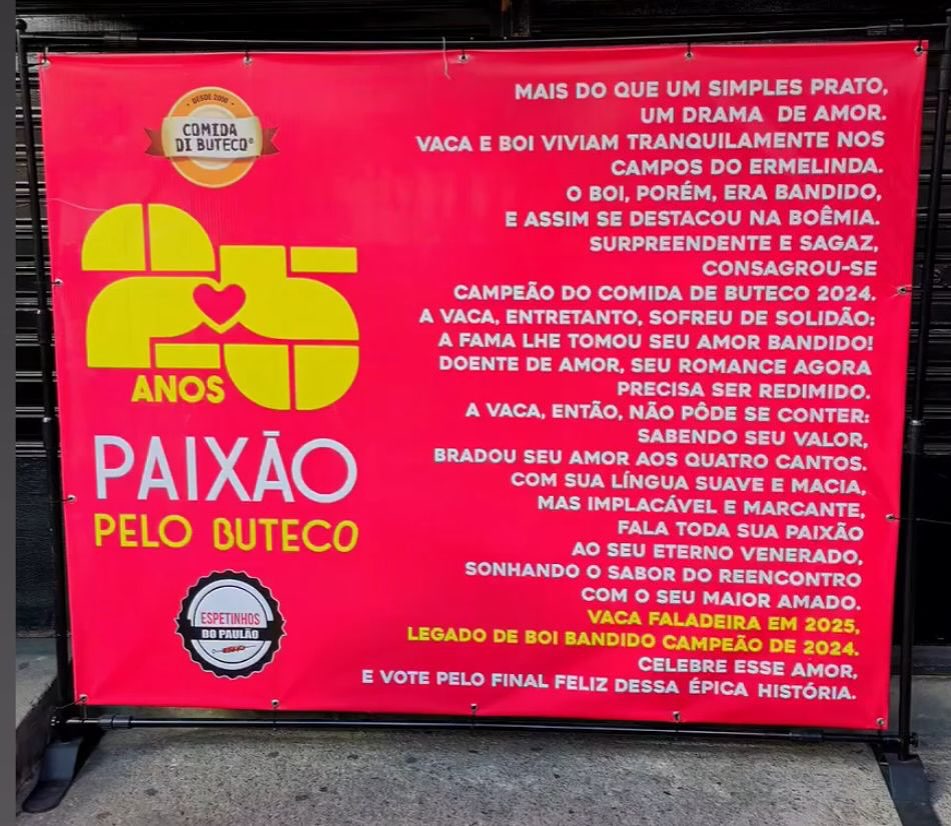 DESDE 2000
COMIDA
DI BUTECO®
25
ANOS
PAIXÃO
PELO BUTECO
ESPETINHOS
DO PAULÃO
MAIS DO QUE UM SIMPLES PRATO,
UM DRAMA DE AMOR.
VACA E BOI VIVIAM TRANQUILAMENTE NOS
CAMPOS DO ERMELINDA.
O BOI, PORÉM, ERA BANDIDO,
E ASSIM SE DESTACOU NA BOÊMIA.
SURPREENDENTE E SAGAZ,
CONSAGROU-SE
CAMPEÃO DO COMIDA DE BUTECO 2024.
A VACA, ENTRETANTO, SOFREU DE SOLIDÃO:
A FAMA LHE TOMOU SEU AMOR BANDIDO!
DOENTE DE AMOR, SEU ROMANCE AGORA
PRECISA SER REDIMIDO.
A VACA, ENTÃO, NÃO PÔDE SE CONTER:
SABENDO SEU VALOR,
BRADOU SEU AMOR AOS QUATRO CANTOS.
COM SUA LÍNGUA SUAVE E MACIA,
MAS IMPLACÁVEL E MARCANTE,
FALA TODA SUA PAIXÃO
AO SEU ETERNO VENERADO,
SONHANDO O SABOR DO REENCONTRO
COM O SEU MAIOR AMADO.
VACA FALADEIRA EM 2025,
LEGADO DE BOI BANDIDO CAMPEÃO DE 2024.
CELEBRE ESSE AMOR,
E VOTE PELO FINAL FELIZ DESSA ÉPICA HISTÓRIA.